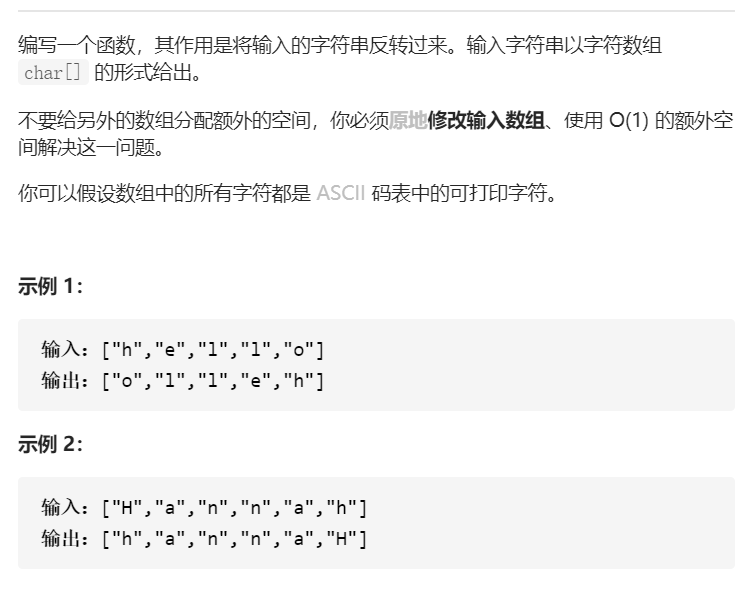 编写一个函数，其作用是将输入的字符串反转过来。输入字符串以字符数组
char[] 的形式给出。
不要给另外的数组分配额外的空间，你必须原地修改输入数组、使用 O(1) 的额外空
间解决这一问题。
你可以假设数组中的所有字符都是 ASCII 码表中的可打印字符。
示例 1：
输入：["h","e","l","l","o"]
输出：["o","l","l","e","h"]
示例 2：
输入：["H","a","n","n","a","h"]
输出：["h","a","n","n","a","H"]